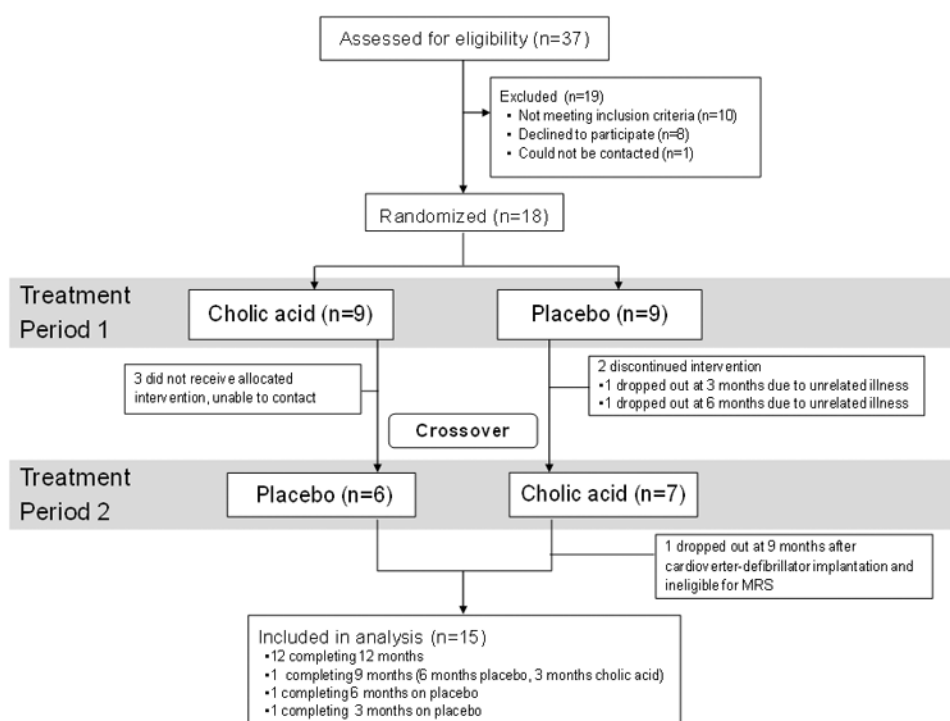 Assessed for eligibility (n=37)
Excluded (n=19)
▪ Not meeting inclusion criteria (n=10)
▪ Declined to participate (n=8)
▪ Could not be contacted (n=1)
Randomized (n=18)
Treatment
Period 1
Cholic acid (n=9)
Placebo (n=9)
3 did not receive allocated
intervention, unable to contact
2 discontinued intervention
▪1 dropped out at 3 months due to unrelated illness
▪1 dropped out at 6 months due to unrelated illness
Crossover
Treatment
Period 2
Placebo (n=6)
Cholic acid (n=7)
1 dropped out at 9 months after
cardioverter-defibrillator implantation and
ineligible for MRS
Included in analysis (n=15)
▪12 completing 12 months
▪1 completing 9 months (6 months placebo, 3 months cholic acid)
▪1 completing 6 months on placebo
▪1 completing 3 months on placebo